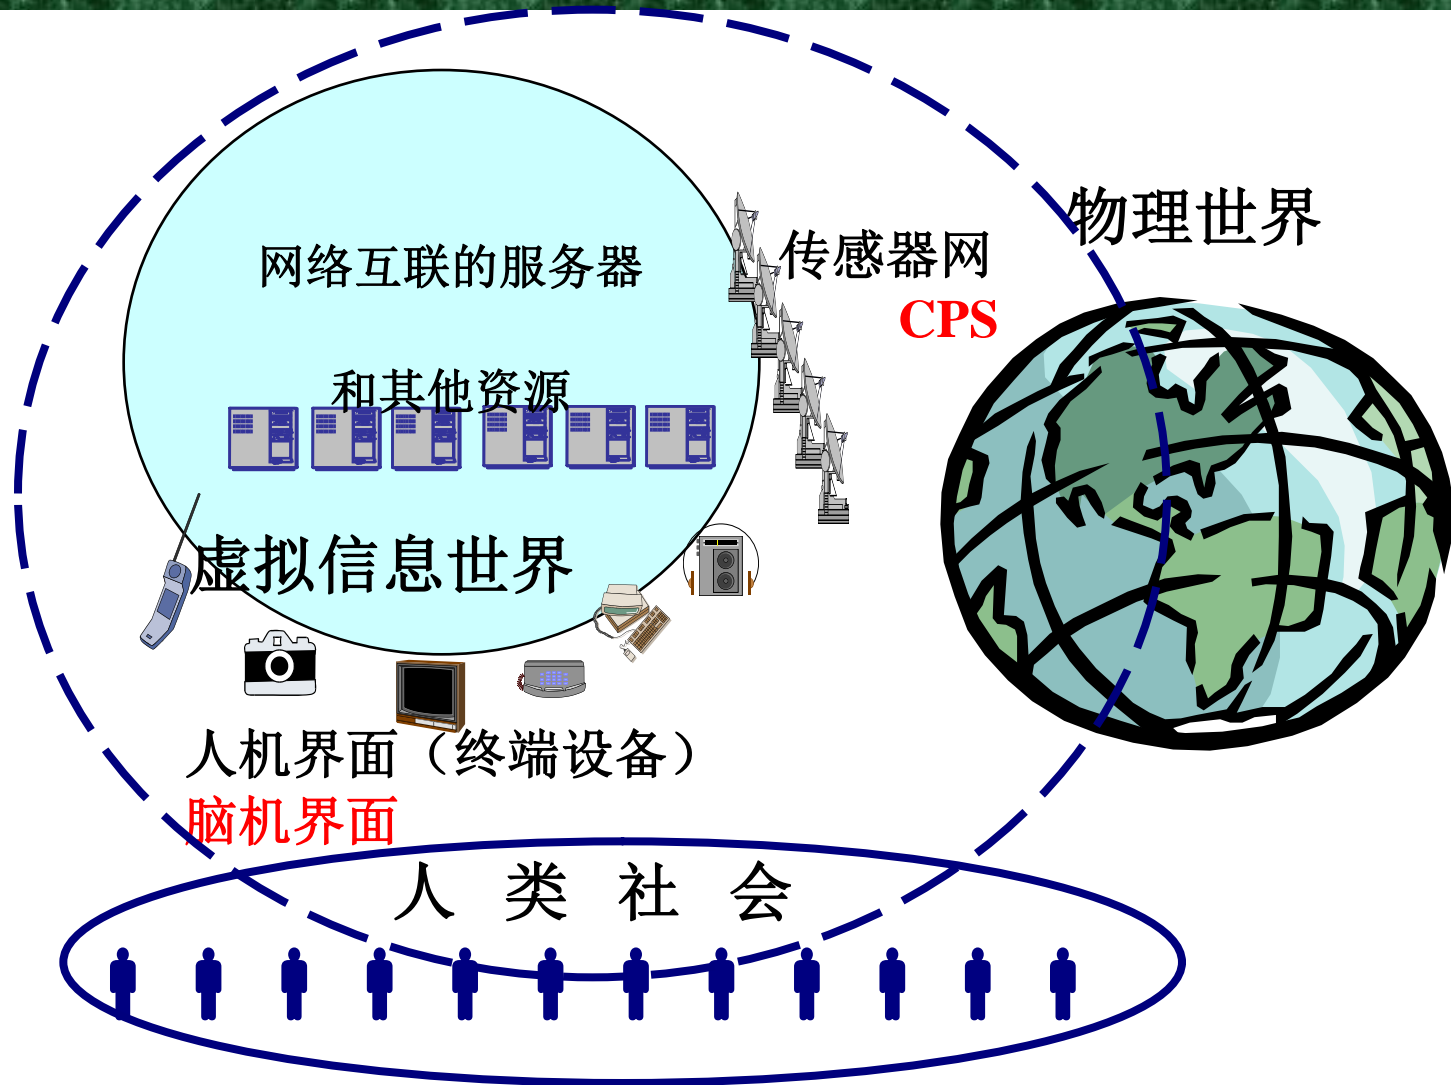 物理世界
传感器网
网络互联的服务器
CPS
和其他资源
虚拟信息世界
人机界面（终端设备）
脑机界面
人 类 社 会